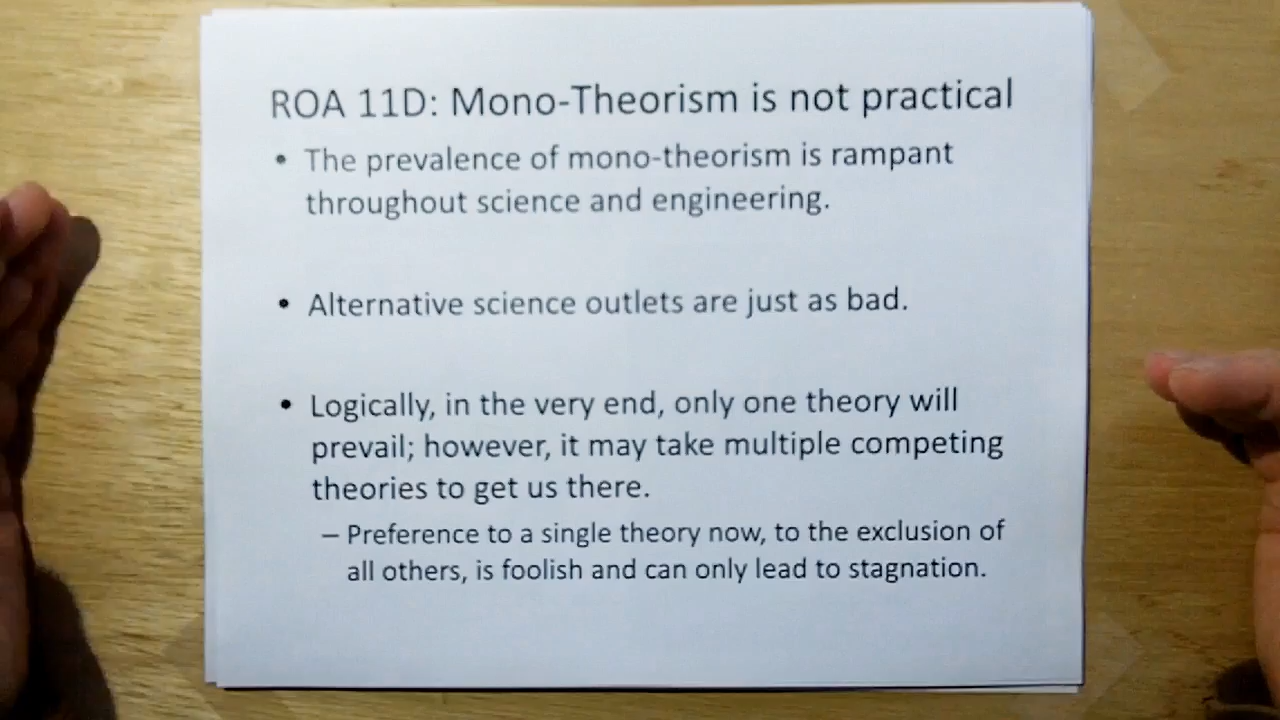 ROA 11D: Mono-Theorism is not practical
• The prevalence of mono-theorism is rampant
throughout science and engineering.
• Alternative science outlets are just as bad.
• Logically, in the very end, only one theory will
prevail; however, it may take multiple competing
theories to get us there.
– Preference to a single theory now, to the exclusion of
all others, is foolish and can only lead to stagnation.